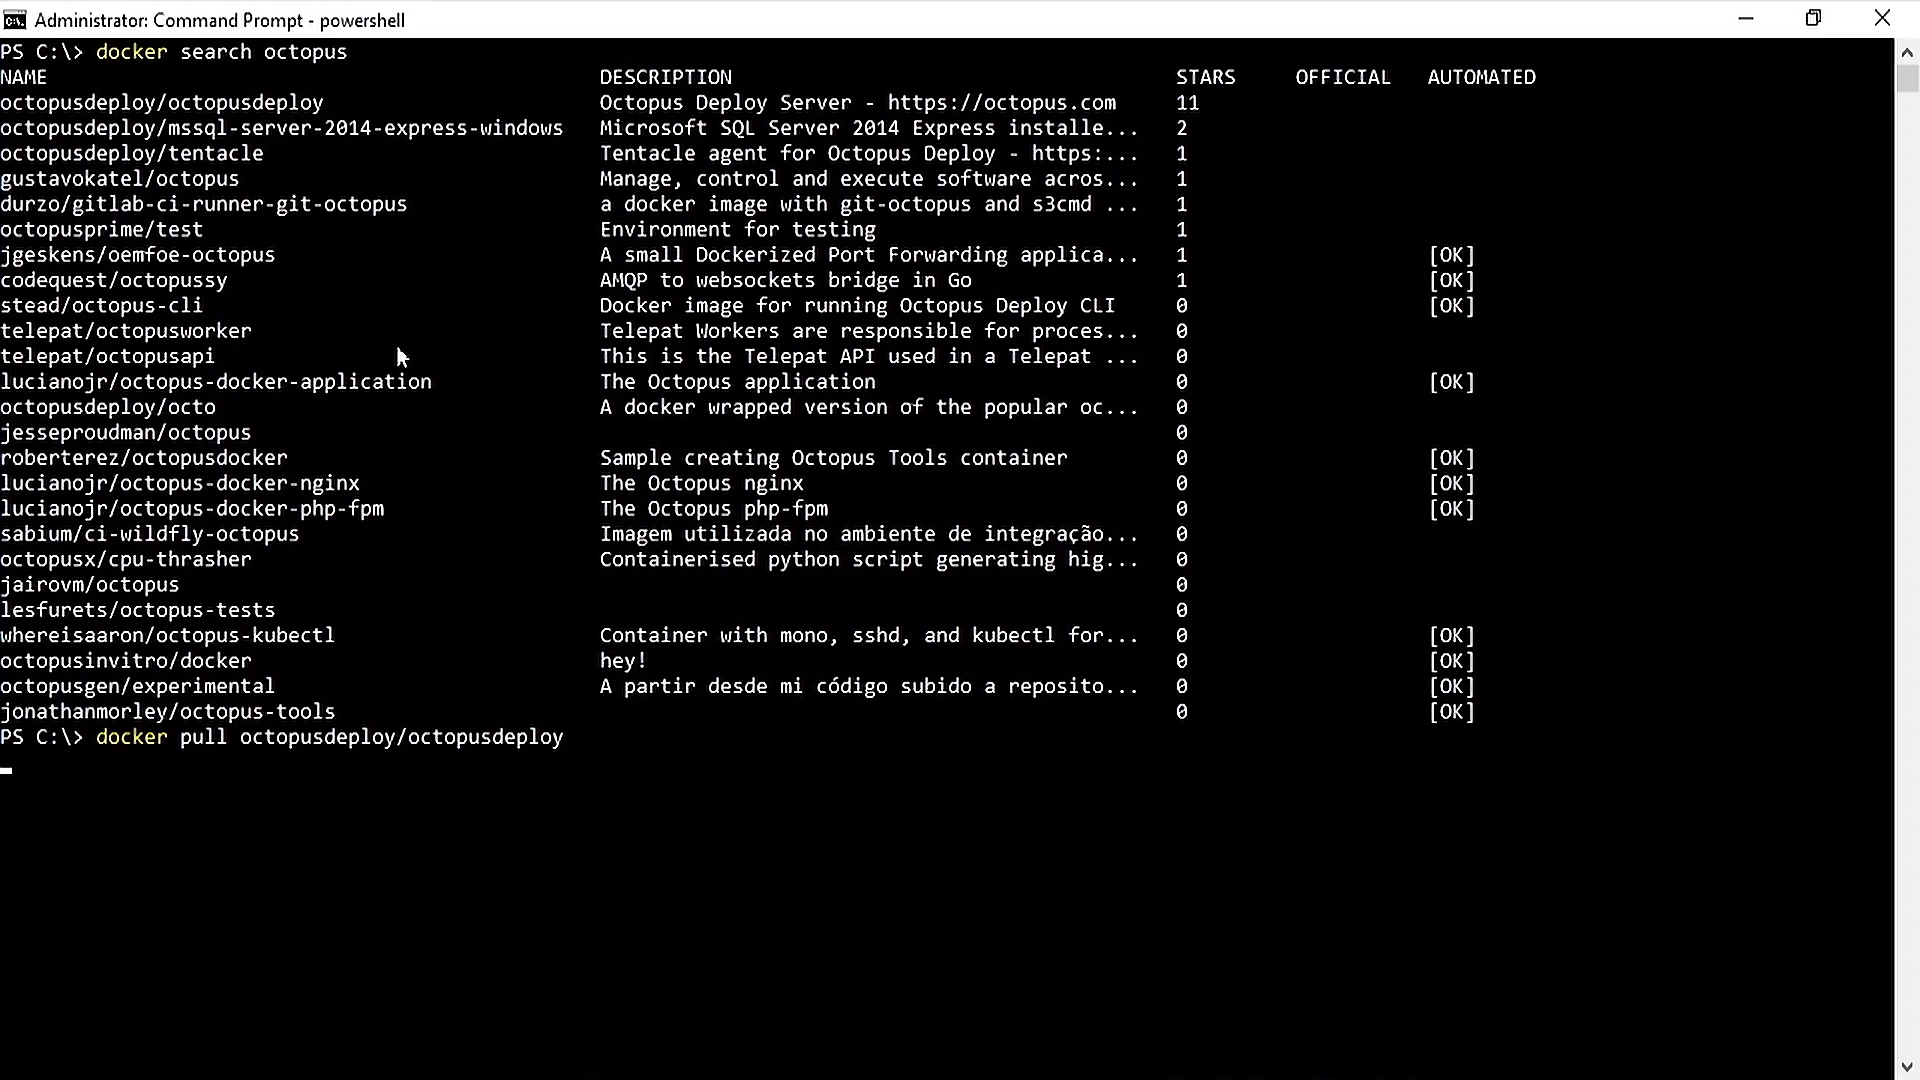 Administrator: Command Prompt - powershell
PS C:\> docker search octopus
NAME DESCRIPTION STARS OFFICIAL AUTOMATED
octopusdeploy/octopusdeploy Octopus Deploy Server - https://octopus.com 11
octopusdeploy/mssql-server-2014-express-windows Microsoft SQL Server 2014 Express installe... 2
octopusdeploy/tentacle Tentacle agent for Octopus Deploy - https:... 1
gustavokatel/octopus Manage, control and execute software acros... 1
durzo/gitlab-ci-runner-git-octopus a docker image with git-octopus and s3cmd ... 1
octopusprime/test Environment for testing 1
jgeskens/oemfoe-octopus A small Dockerized Port Forwarding applica... 1 [OK]
codequest/octopussy AMQP to websockets bridge in Go 1 [OK]
stead/octopus-cli Docker image for running Octopus Deploy CLI 0 [OK]
telepat/octopusworker Telepat Workers are responsible for proces... 0
telepat/octopusapi This is the Telepat API used in a Telepat ... 0
lucianojr/octopus-docker-application The Octopus application 0 [OK]
octopusdeploy/octo A docker wrapped version of the popular oc... 0
jesseproudman/octopus 0
roberterez/octopusdocker Sample creating Octopus Tools container 0 [OK]
lucianojr/octopus-docker-nginx The Octopus nginx 0 [OK]
lucianojr/octopus-docker-php-fpm The Octopus php-fpm 0 [OK]
sabium/ci-wildfly-octopus Imagem utilizada no ambiente de integração... 0
octopusx/cpu-thrasher Containerised python script generating hig... 0
jairovm/octopus 0
lesfurets/octopus-tests 0
whereisaaron/octopus-kubectl Container with mono, sshd, and kubectl for... 0 [OK]
octopusinvitro/docker hey! 0 [OK]
octopusgen/experimental A partir desde mi código subido a reposito... 0 [OK]
jonathanmorley/octopus-tools 0 [OK]
PS C:\> docker pull octopusdeploy/octopusdeploy